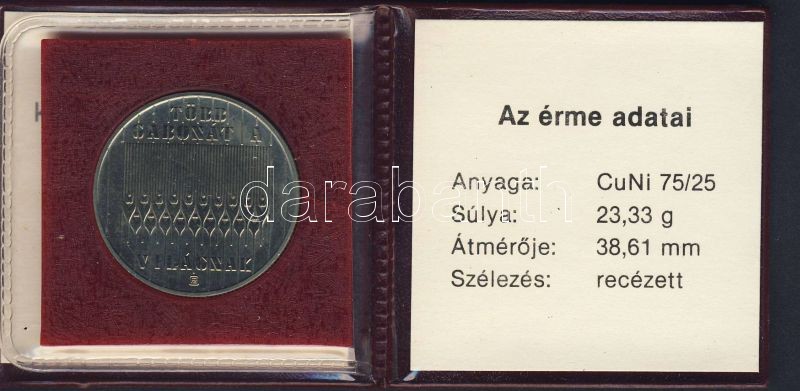 TÖBB
GABONÁT A
VILÁGNAK
Az érme adatai
Anyaga: CuNi 75/25
Súlya: 23,33 g
Átmérője: 38,61 mm
Szélezés: recézett
darabanth